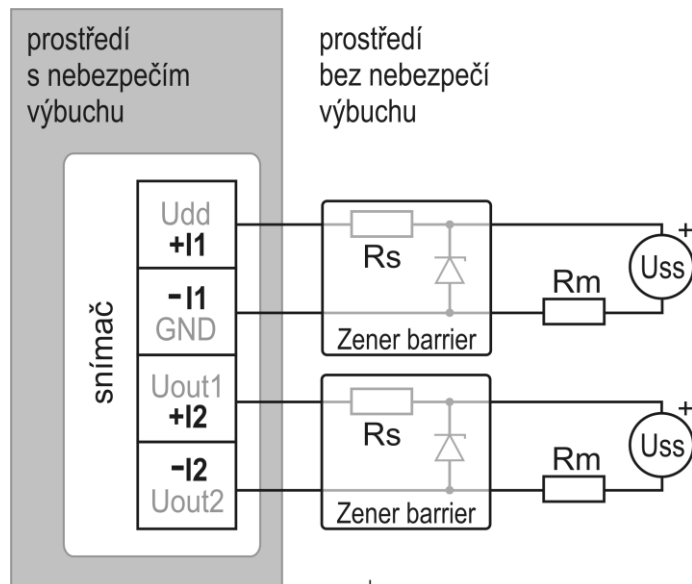 prostředí
s nebezpečím
výbuchu
prostředí
bez nebezpečí
výbuchu
snímač
Udd
+I1
-I1
GND
Uout1
+I2
-I2
Uout2
Rs
Zener barrier
Rm
+
Uss
Rs
Zener barrier
Rm
+
Uss